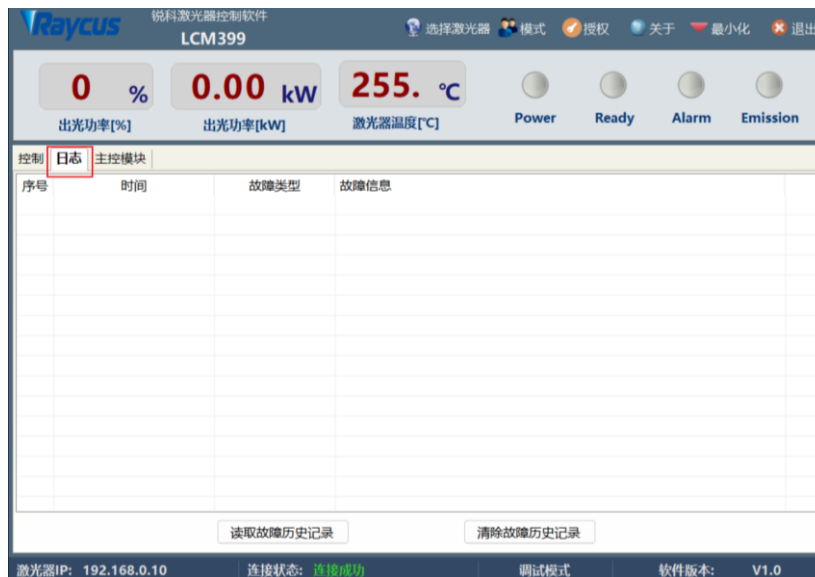 Raycus 锐科激光器控制软件
LCM399
选择激光器 模式 授权 关于 最小化 退出
0 % 0.00 kW 255. ℃
出光功率[%] 出光功率[kW] 激光器温度[℃] Power Ready Alarm Emission
控制 日志 主控模块
序号 时间 故障类型 故障信息
读取故障历史记录 清除故障历史记录
激光器IP: 192.168.0.10 连接状态: 连接成功 调试模式 软件版本: V1.0